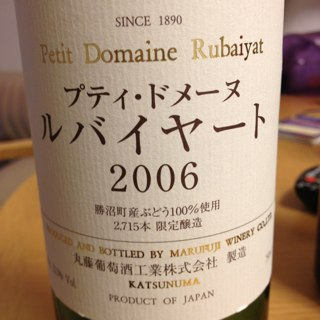 SINCE 1890
Petit Domaine Rubaiyat
プティ・ドメーヌ
ルバイヤート
2006
勝沼町産ぶどう100%使用
2,715本 限定醸造
PRODUCED AND BOTTLED BY MARUFUJI WINERY CO., LTD.
丸藤葡萄酒工業株式会社 製造
KATSUNUMA
PRODUCT OF JAPAN